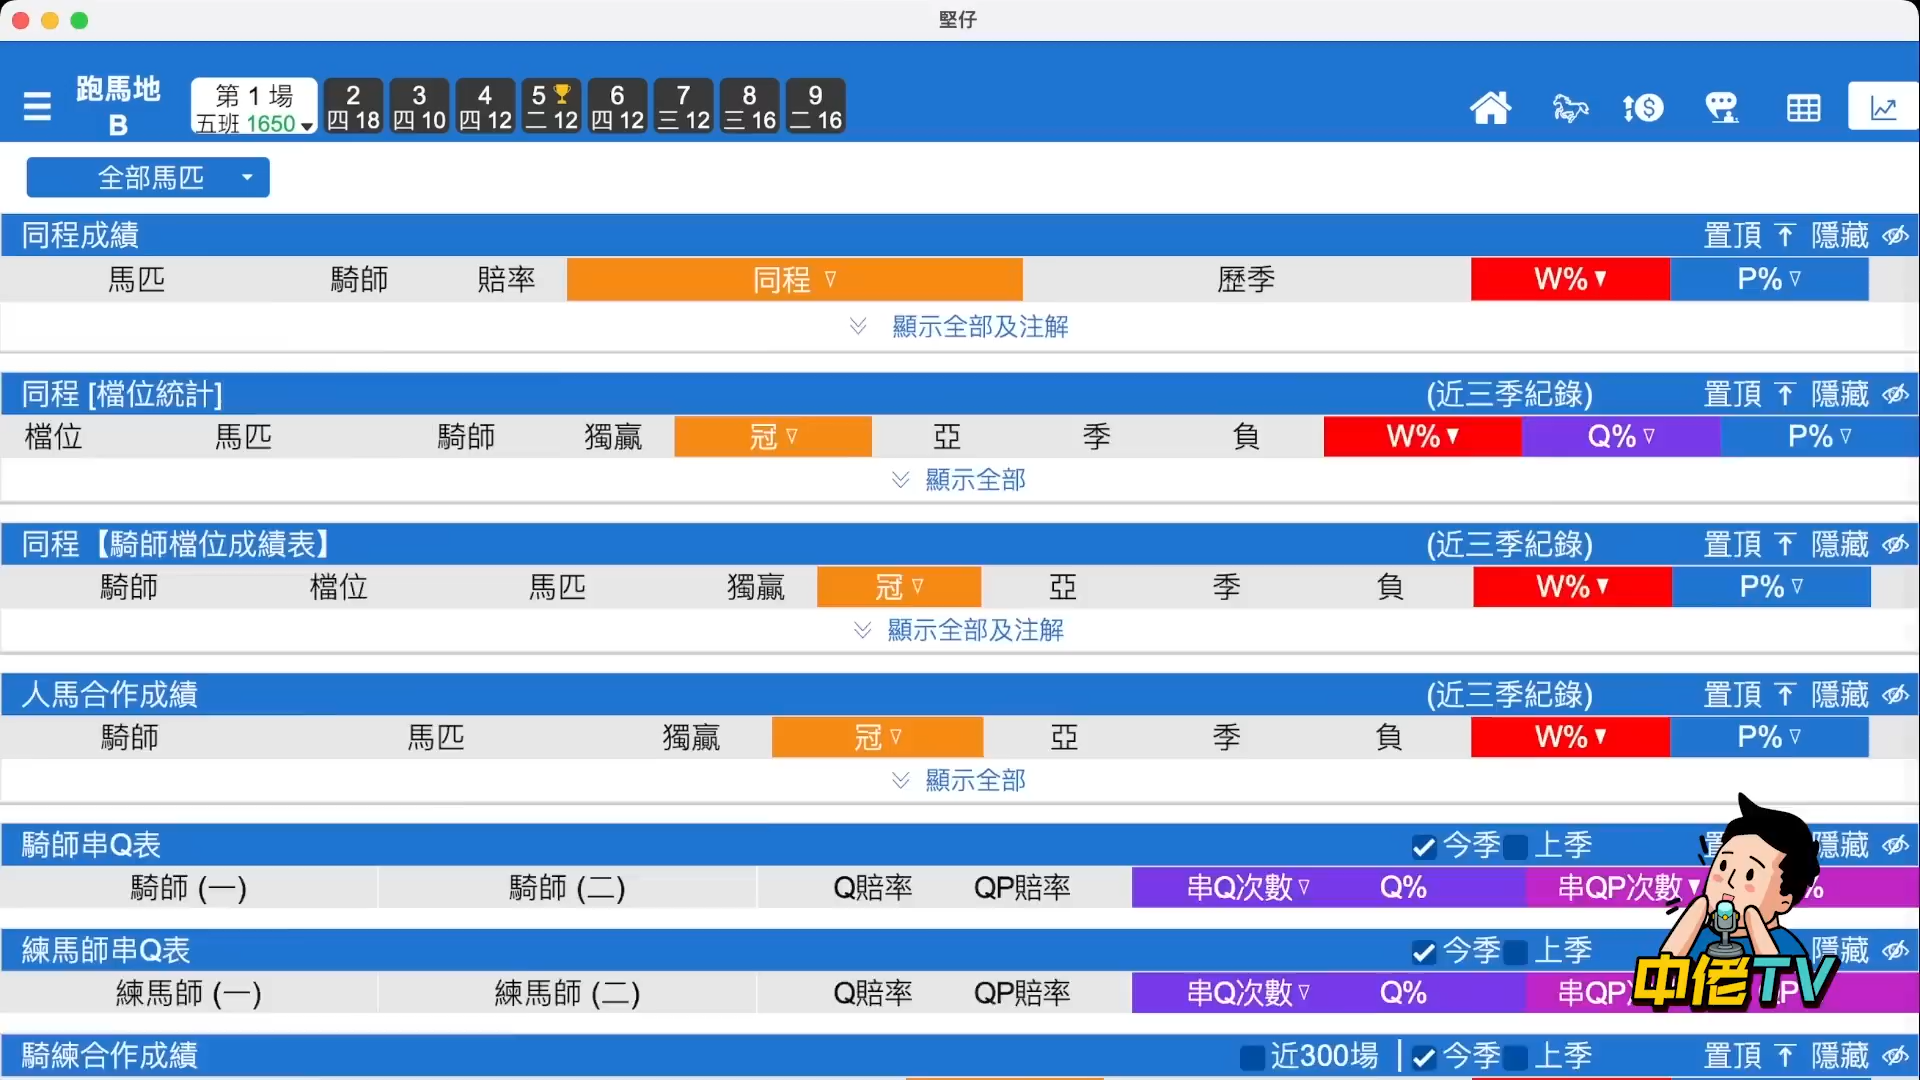 堅仔
跑馬地
B
第 1 場
五班 1650
2
四 18
3
四 10
4
四 12
5
二 12
6
四 12
7
三 12
8
三 16
9
二 16
全部馬匹
同程成績 置頂 隱藏
馬匹 騎師 賠率 同程 歷季 W% P%
顯示全部及注解
同程 [檔位統計] (近三季紀錄) 置頂 隱藏
檔位 馬匹 騎師 獨贏 冠 亞 季 負 W% Q% P%
顯示全部
同程【騎師檔位成績表】 (近三季紀錄) 置頂 隱藏
騎師 檔位 馬匹 獨贏 冠 亞 季 負 W% P%
顯示全部及注解
人馬合作成績 (近三季紀錄) 置頂 隱藏
騎師 馬匹 獨贏 冠 亞 季 負 W% P%
顯示全部
騎師串Q表 今季 上季 隱藏
騎師 (一) 騎師 (二) Q賠率 QP賠率 串Q次數 Q% 串QP次數 %
練馬師串Q表 今季 上季 隱藏
練馬師 (一) 練馬師 (二) Q賠率 QP賠率 串Q次數 Q% 串QP QP
中佬TV
騎練合作成績 近300場 | 今季 上季 置頂 隱藏